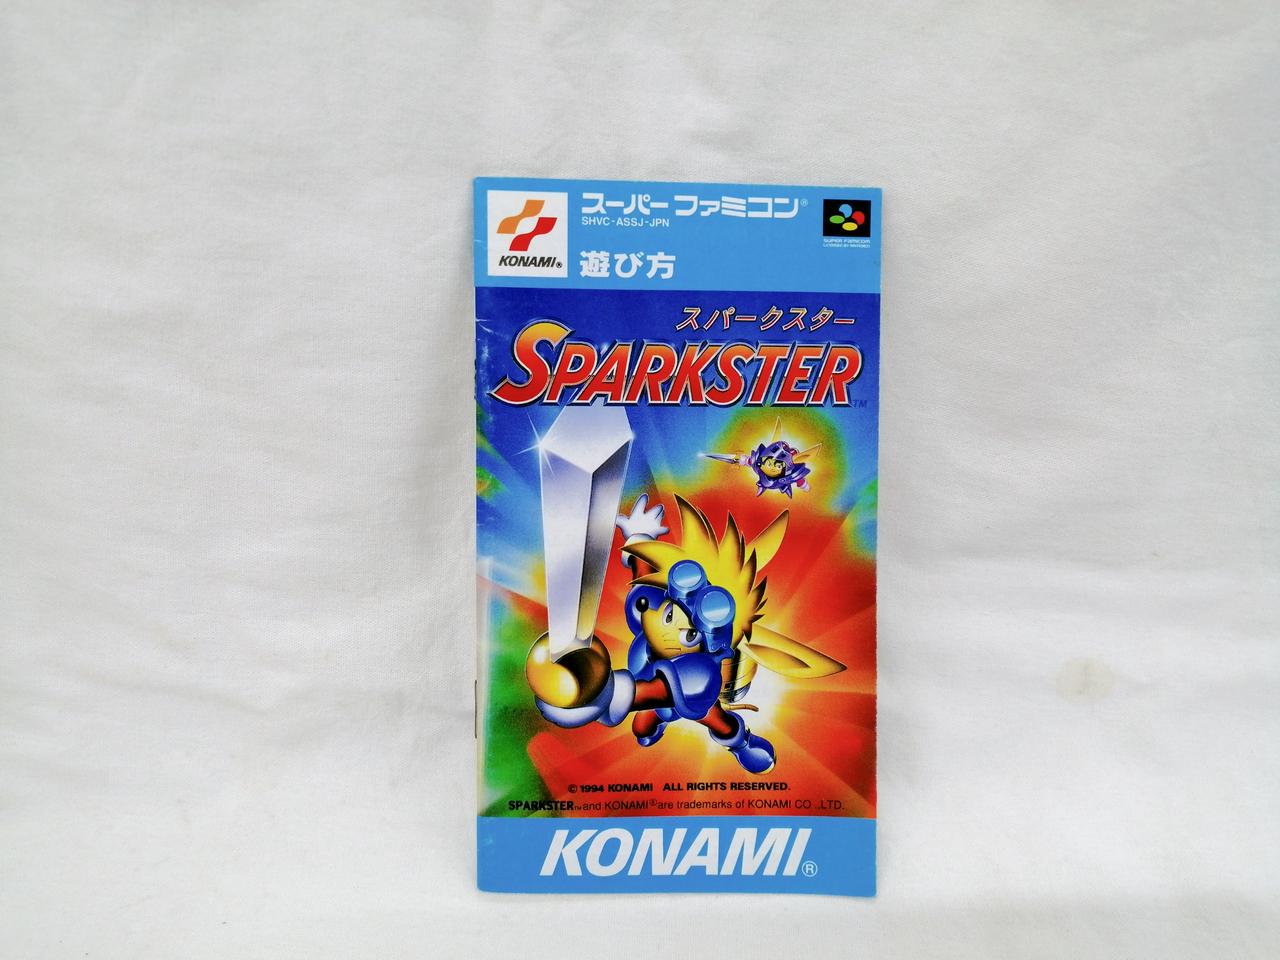 スーパーファミコン®
SHVC-ASSJ-JPN
KONAMI®
遊び方
SUPER FAMICOM
スパークスター
SPARKSTER™
© 1994 KONAMI ALL RIGHTS RESERVED.
SPARKSTER™ and KONAMI® are trademarks of KONAMI CO.,LTD.
KONAMI®